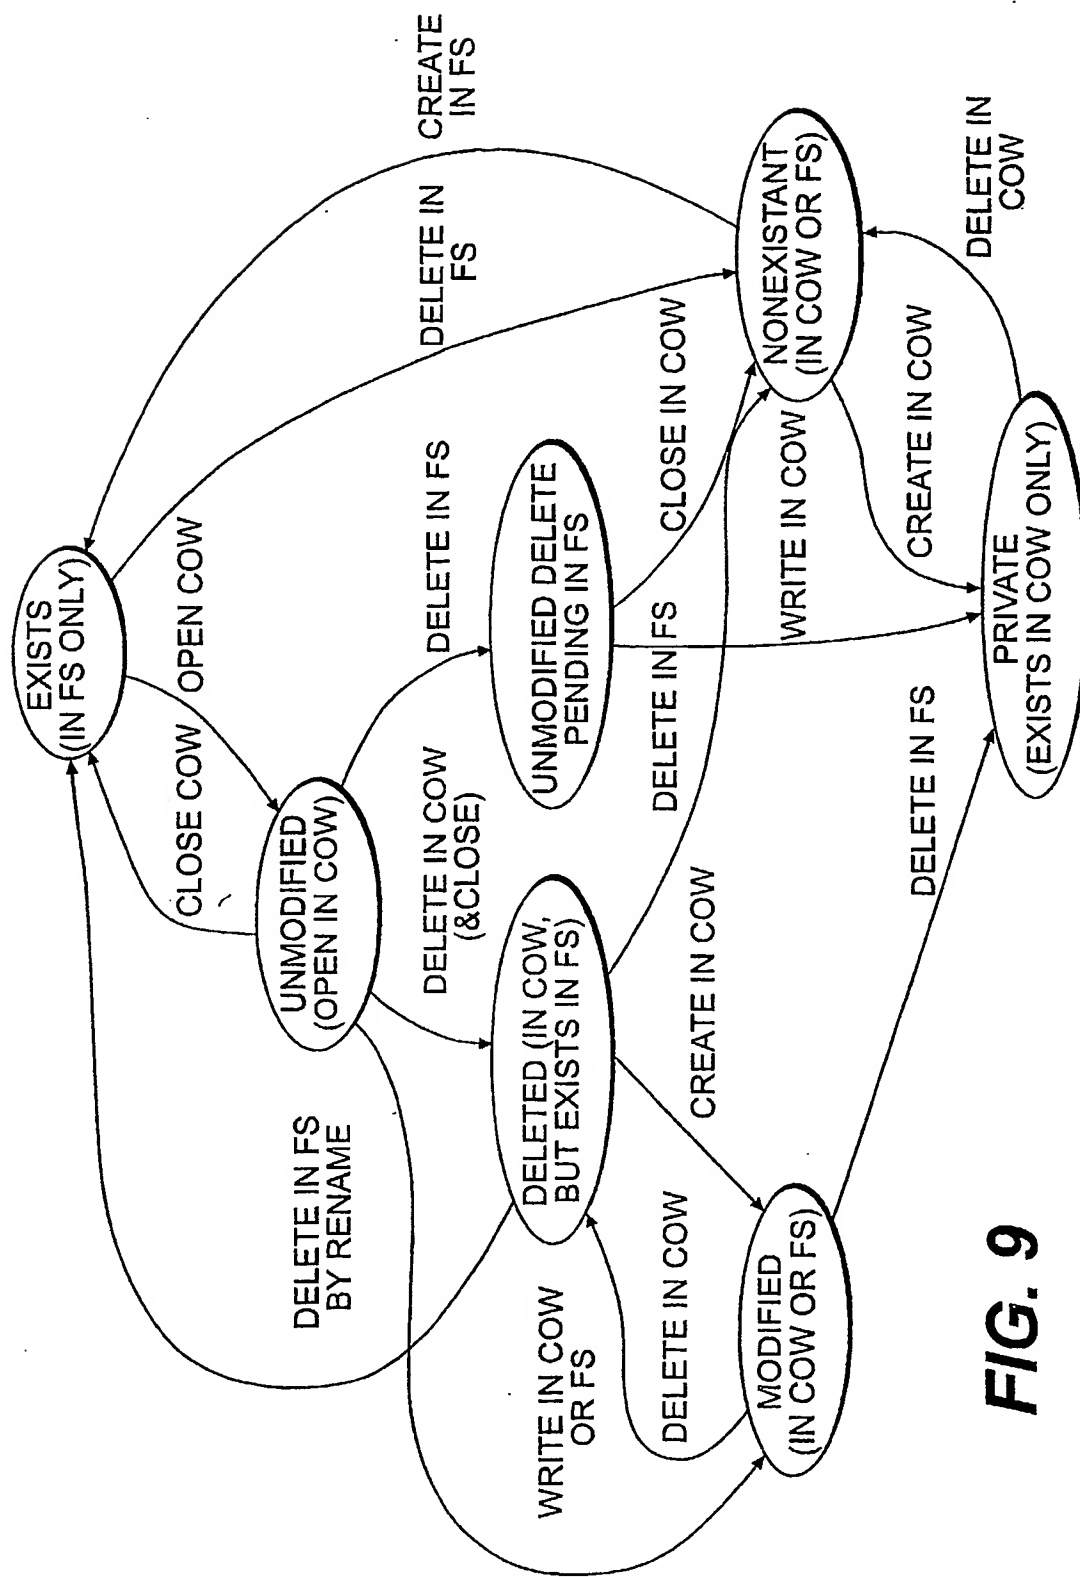 EXISTS
(IN FS ONLY)
DELETE IN FS
BY RENAME
CLOSE COW
OPEN COW
CREATE
IN FS
UNMODIFIED
(OPEN IN COW)
DELETE IN
FS
WRITE IN COW
OR FS
DELETE IN COW
(&CLOSE)
DELETE IN FS
DELETED (IN COW,
BUT EXISTS IN FS)
UNMODIFIED DELETE
PENDING IN FS
DELETE IN COW
CREATE IN COW
DELETE IN FS
CLOSE IN COW
WRITE IN COW
MODIFIED
(IN COW OR FS)
NONEXISTANT
(IN COW OR FS)
DELETE IN FS
CREATE IN COW
DELETE IN
COW
PRIVATE
(EXISTS IN COW ONLY)
FIG. 9